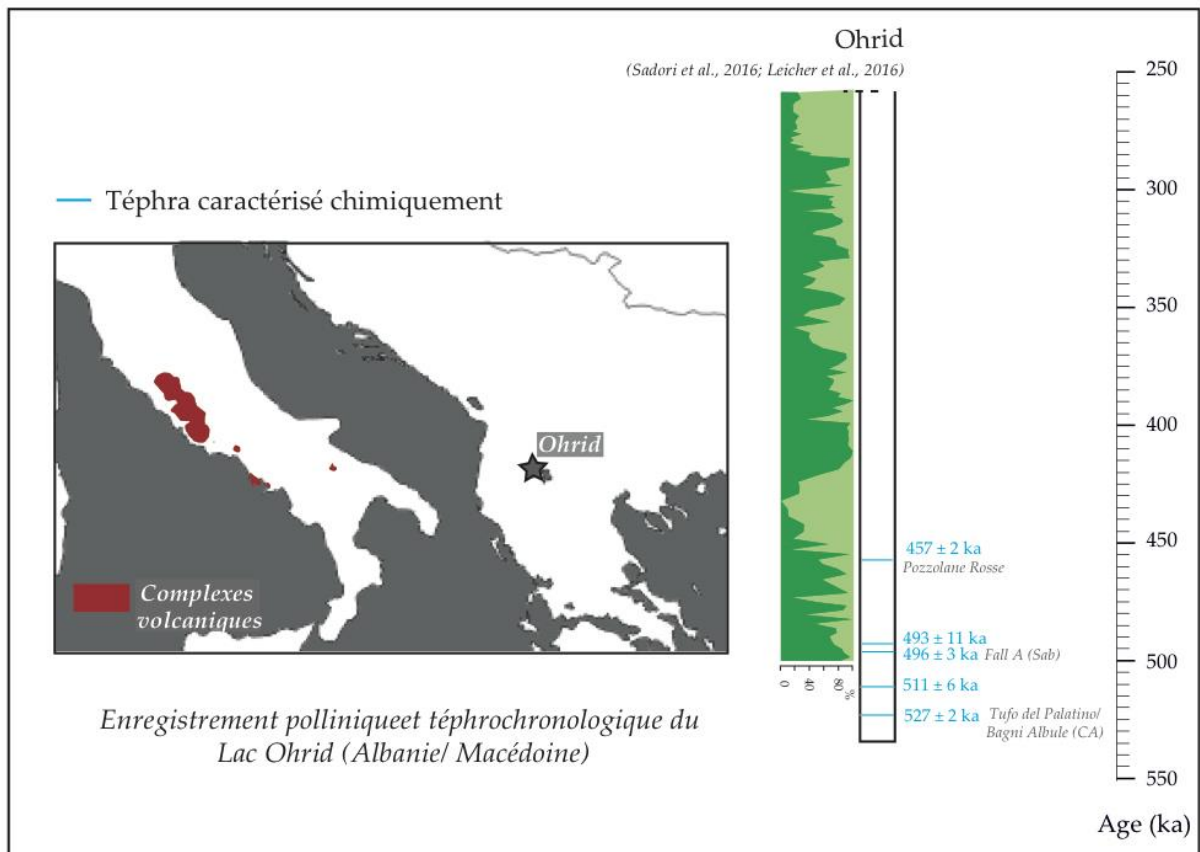 Ohrid
(Sadori et al., 2016; Leicher et al., 2016)
Téphra caractérisé chimiquement
Ohrid
Complexes
volcaniques
Enregistrement polliniqueet téphrochronologique du
Lac Ohrid (Albanie/ Macédoine)
457 ± 2 ka
Pozzolane Rosse
493 ± 11 ka
496 ± 3 ka Fall A (Sab)
511 ± 6 ka
527 ± 2 ka Tufo del Palatino/
Bagni Albule (CA)
0
40
80
%
250
300
350
400
450
500
550
Age (ka)